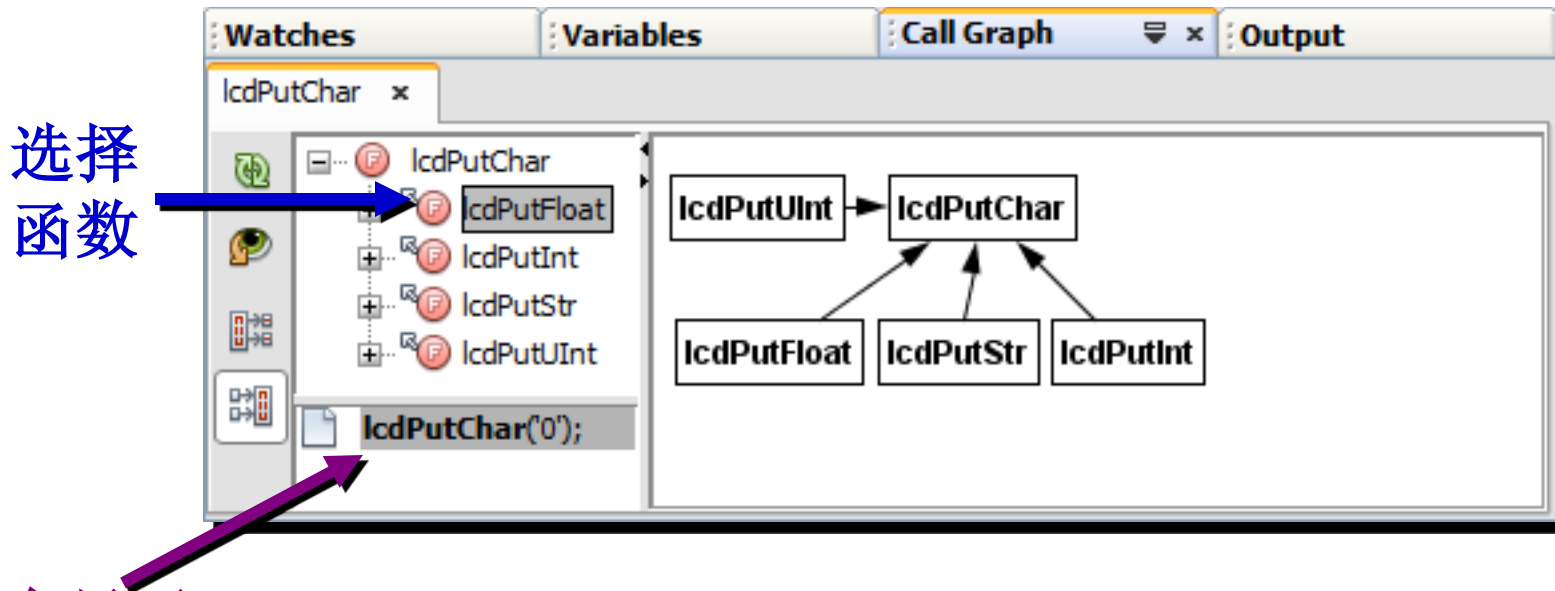 Watches
Variables
Call Graph
Output
lcdPutChar
选择
函数
lcdPutChar
lcdPutFloat
lcdPutInt
lcdPutStr
lcdPutUInt
lcdPutChar('0');
lcdPutUInt
lcdPutChar
lcdPutFloat
lcdPutStr
lcdPutInt